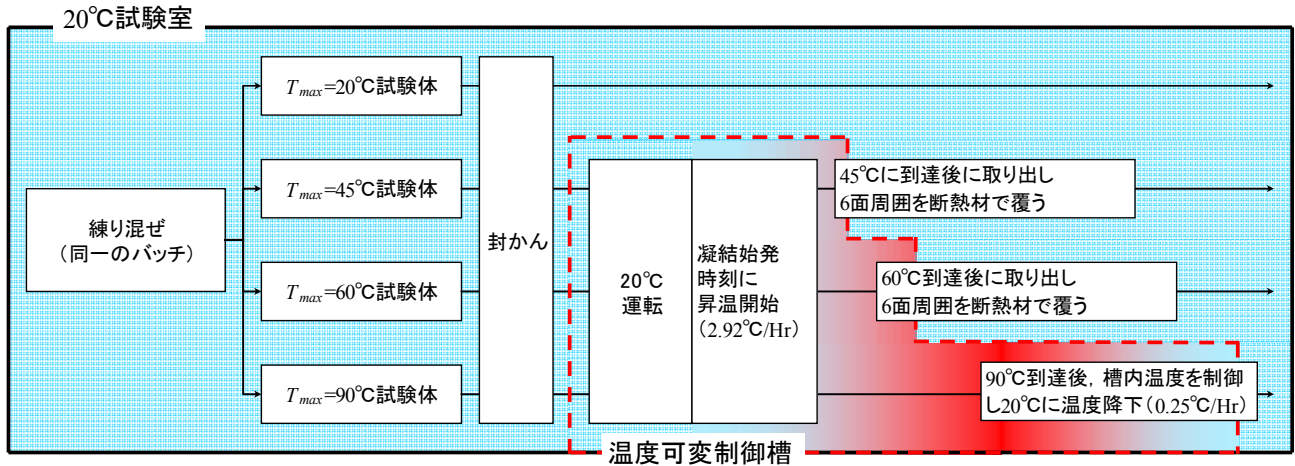 20℃試験室
練り混ぜ
（同一のバッチ）
Tmax=20℃試験体
Tmax=45℃試験体
Tmax=60℃試験体
Tmax=90℃試験体
封かん
20℃
運転
凝結始発
時刻に
昇温開始
（2.92℃/Hr）
45℃に到達後に取り出し
6面周囲を断熱材で覆う
60℃到達後に取り出し
6面周囲を断熱材で覆う
90℃到達後，槽内温度を制御
し20℃に温度降下（0.25℃/Hr）
温度可変制御槽